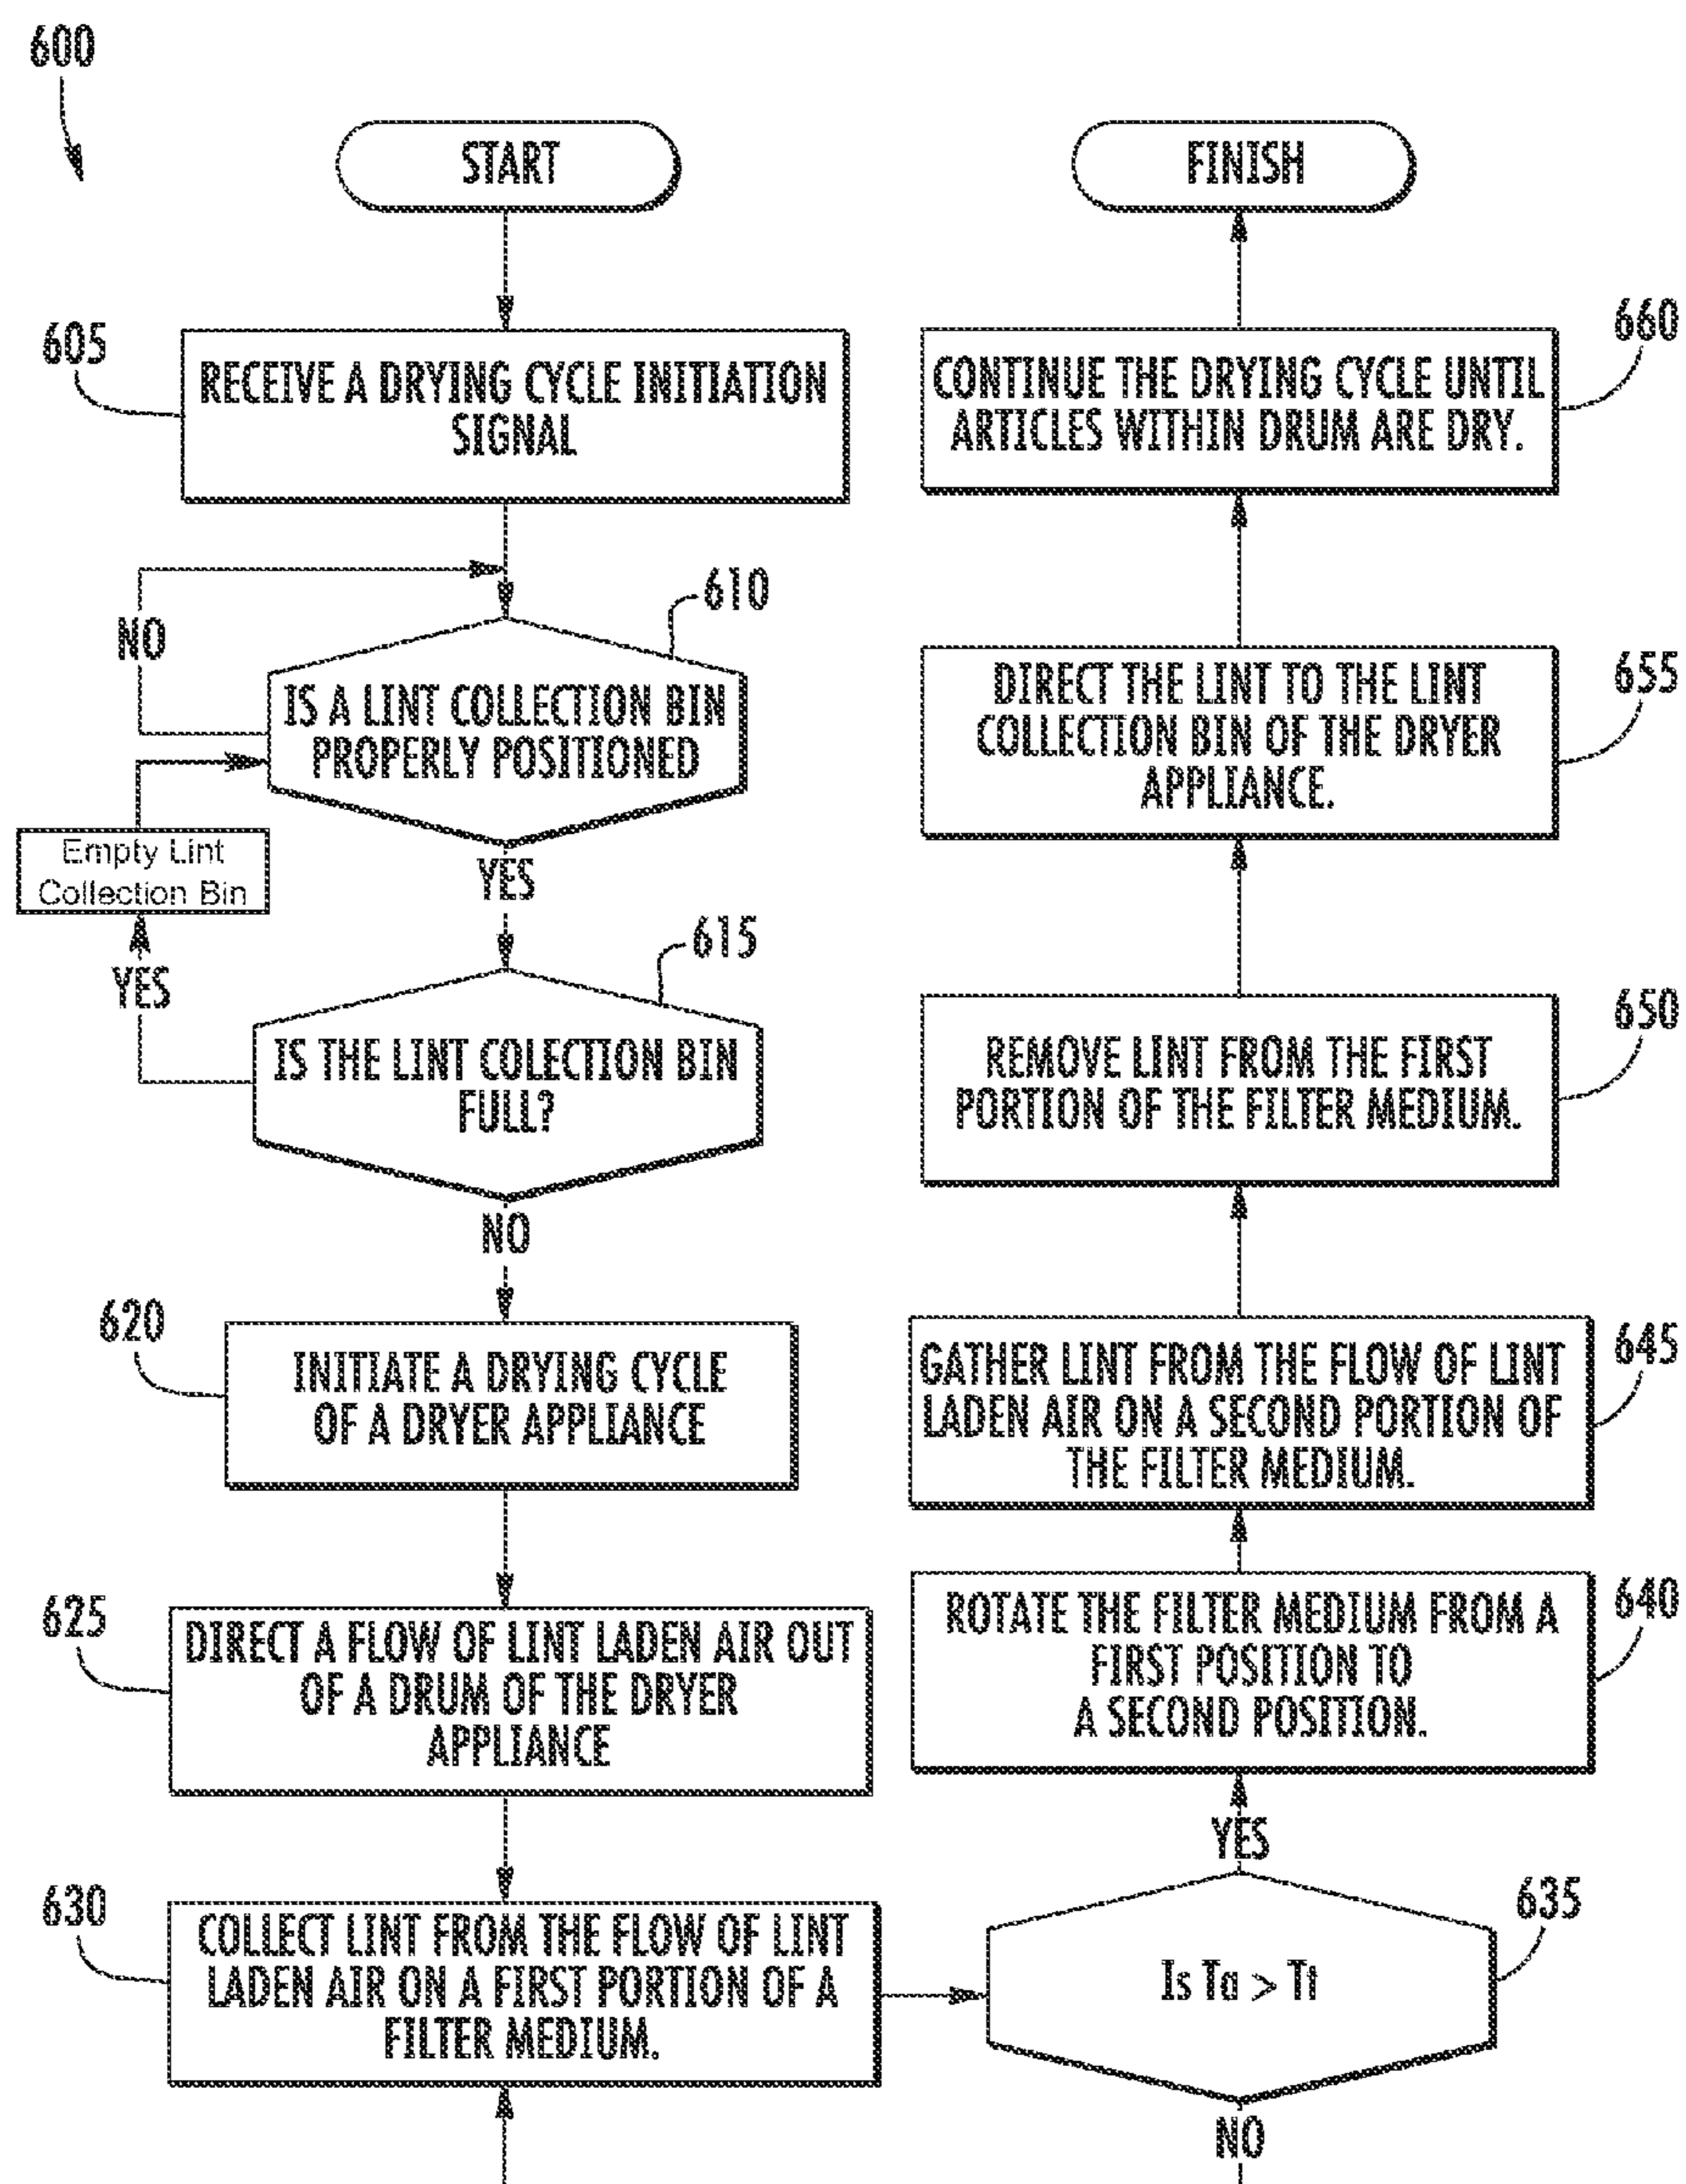 600
START
605
RECEIVE A DRYING CYCLE INITIATION
SIGNAL
NO
610
IS A LINT COLLECTION BIN
PROPERLY POSITIONED
Empty Lint
Collection Bin
YES
YES
615
IS THE LINT COLECTION BIN
FULL?
NO
620
INITIATE A DRYING CYCLE
OF A DRYER APPLIANCE
625
DIRECT A FLOW OF LINT LADEN AIR OUT
OF A DRUM OF THE DRYER
APPLIANCE
630
COLLECT LINT FROM THE FLOW OF LINT
LADEN AIR ON A FIRST PORTION OF A
FILTER MEDIUM.
FINISH
660
CONTINUE THE DRYING CYCLE UNTIL
ARTICLES WITHIN DRUM ARE DRY.
655
DIRECT THE LINT TO THE LINT
COLLECTION BIN OF THE DRYER
APPLIANCE.
650
REMOVE LINT FROM THE FIRST
PORTION OF THE FILTER MEDIUM.
645
GATHER LINT FROM THE FLOW OF LINT
LADEN AIR ON A SECOND PORTION OF
THE FILTER MEDIUM.
640
ROTATE THE FILTER MEDIUM FROM A
FIRST POSITION TO
A SECOND POSITION.
YES
635
Is Ta > Tt
NO